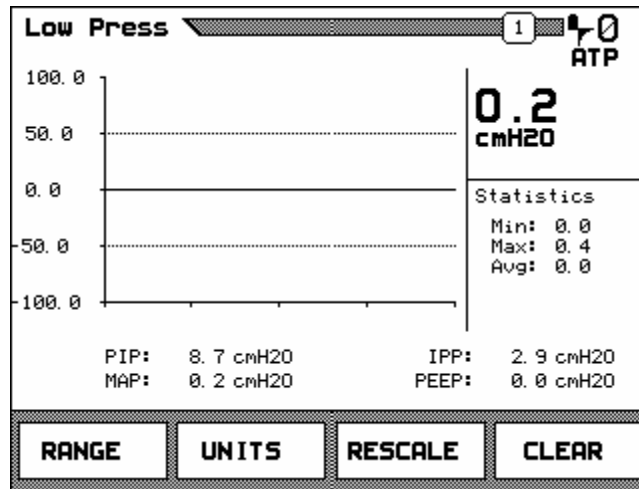 Low Press 1 0
ATP
100.0
50.0
0.0
-50.0
-100.0
0.2
cmH2O
Statistics
Min: 0.0
Max: 0.4
Avg: 0.0
PIP: 8.7 cmH2O IPP: 2.9 cmH2O
MAP: 0.2 cmH2O PEEP: 0.0 cmH2O
RANGE UNITS RESCALE CLEAR